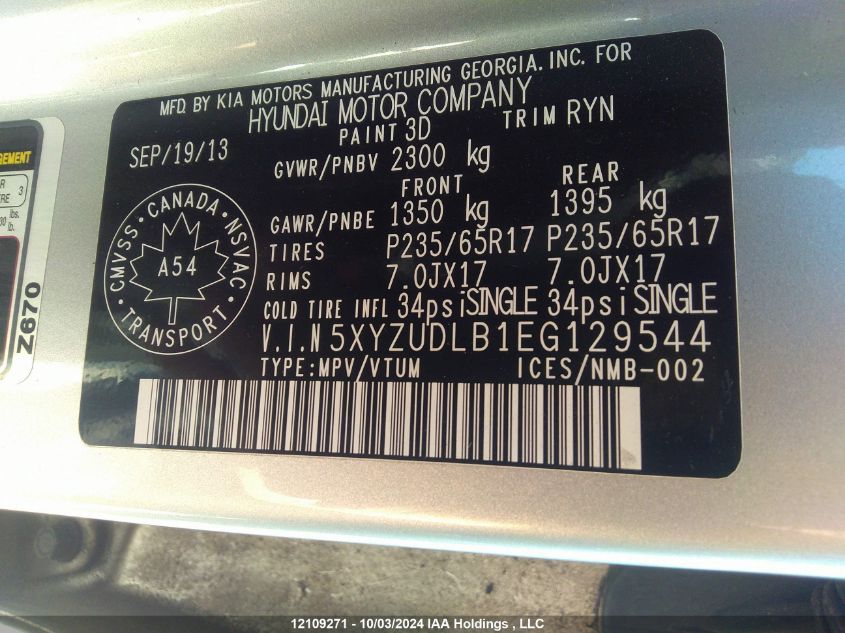 MFD. BY KIA MOTORS MANUFACTURING GEORGIA. INC. FOR
HYUNDAI MOTOR COMPANY
SEP/19/13 PAINT 3D TRIM RYN
GVWR/PNBV 2300 kg
FRONT REAR
GAWR/PNBE 1350 kg 1395 kg
TIRES P235/65R17 P235/65R17
RIMS 7.0JX17 7.0JX17
COLD TIRE INFL 34psiSINGLE 34psiSINGLE
V.I.N 5XYZUDLB1EG129544
TYPE:MPV/VTUM ICES/NMB-002
CMVSS · CANADA · NSVAC · TRANSPORT ·
A54
3
lbs.
lb.
Z670
12109271 - 10/03/2024 IAA Holdings , LLC